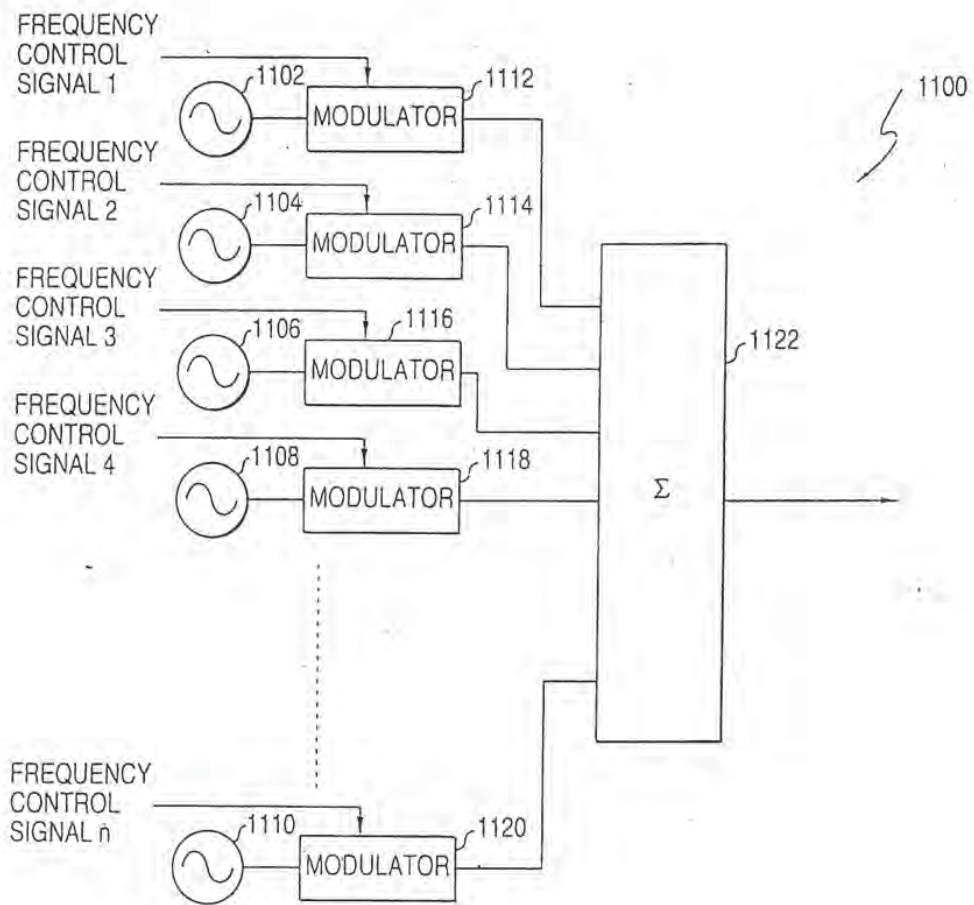 FREQUENCY
CONTROL
SIGNAL 1
1102
1112
MODULATOR
1100
FREQUENCY
CONTROL
SIGNAL 2
1104
1114
MODULATOR
FREQUENCY
CONTROL
SIGNAL 3
1106
1116
MODULATOR
1122
FREQUENCY
CONTROL
SIGNAL 4
1108
1118
MODULATOR
Σ
FREQUENCY
CONTROL
SIGNAL n
1110
1120
MODULATOR